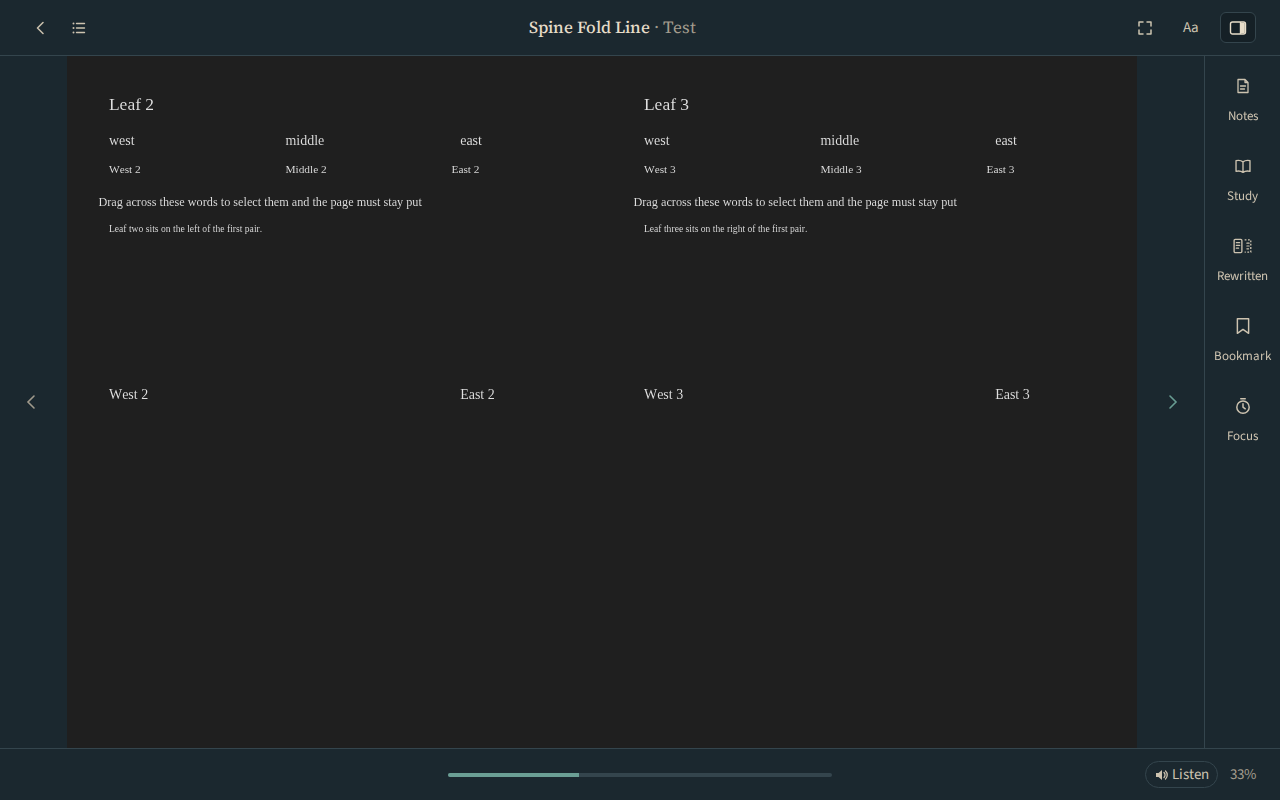 Spine Fold Line · Test
Aa
Leaf 2
west middle east
West 2 Middle 2 East 2
Drag across these words to select them and the page must stay put
Leaf two sits on the left of the first pair.
West 2 East 2
Leaf 3
west middle east
West 3 Middle 3 East 3
Drag across these words to select them and the page must stay put
Leaf three sits on the right of the first pair.
West 3 East 3
Notes
Study
Rewritten
Bookmark
Focus
Listen 33%